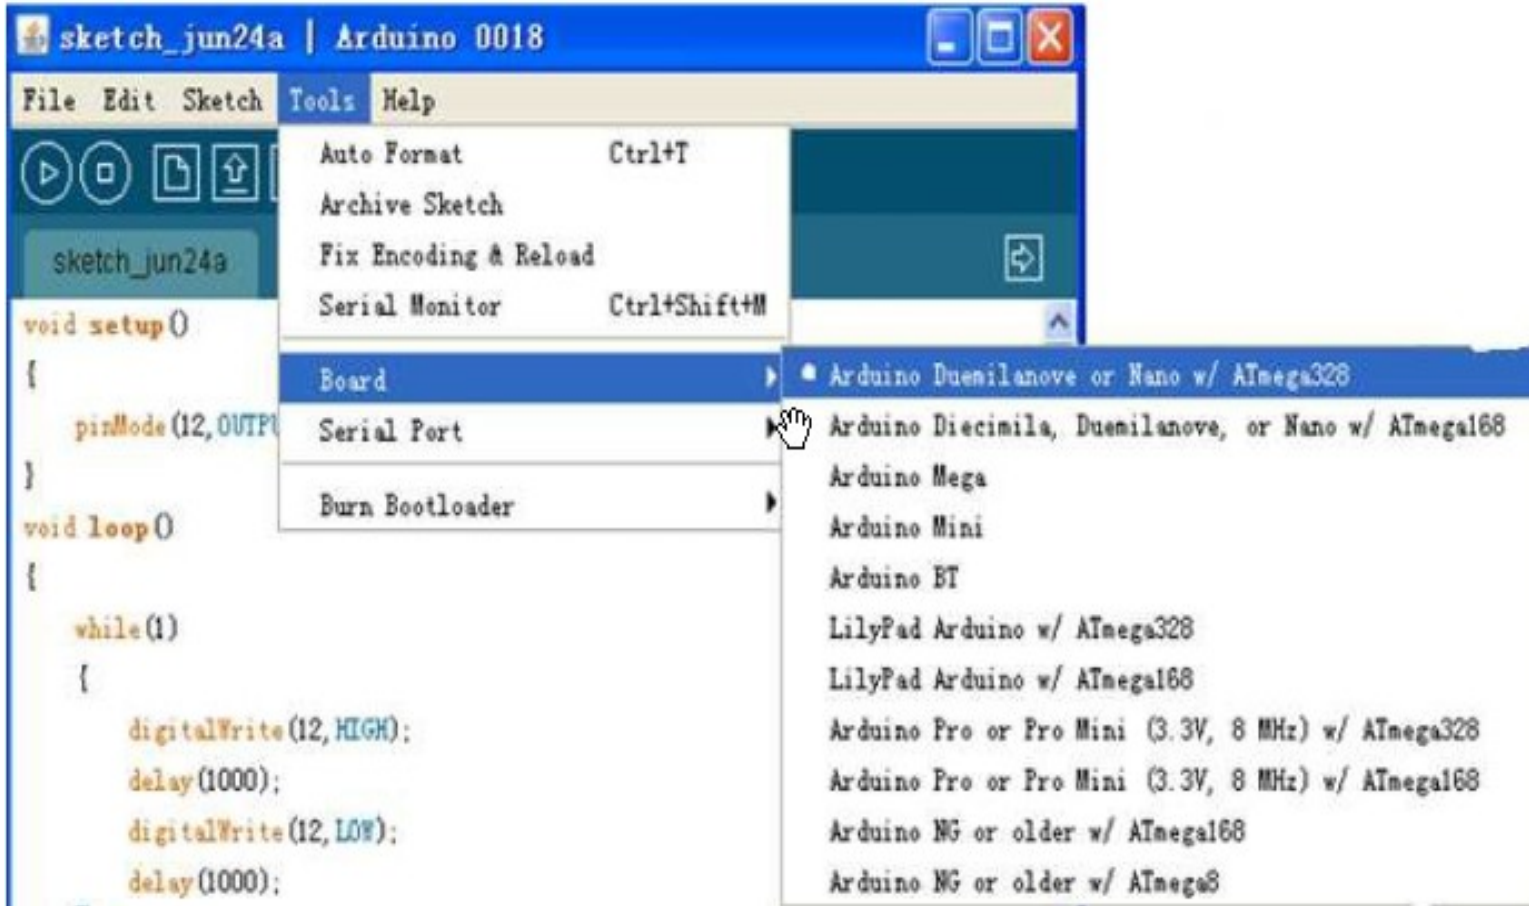 sketch_jun24a | Arduino 0018
File Edit Sketch Tools Help
Auto Format Ctrl+T
Archive Sketch
Fix Encoding & Reload
Serial Monitor Ctrl+Shift+M
Board
Serial Port
Burn Bootloader
Arduino Duemilanove or Nano w/ ATmega328
Arduino Diecimila, Duemilanove, or Nano w/ ATmega168
Arduino Mega
Arduino Mini
Arduino BT
LilyPad Arduino w/ ATmega328
LilyPad Arduino w/ ATmega168
Arduino Pro or Pro Mini (3.3V, 8 MHz) w/ ATmega328
Arduino Pro or Pro Mini (3.3V, 8 MHz) w/ ATmega168
Arduino NG or older w/ ATmega168
Arduino NG or older w/ ATmega8
sketch_jun24a
void setup()
{
pinMode(12,OUTPU
}
void loop()
{
while(1)
{
digitalWrite(12,HIGH);
delay(1000);
digitalWrite(12,LOW);
delay(1000);